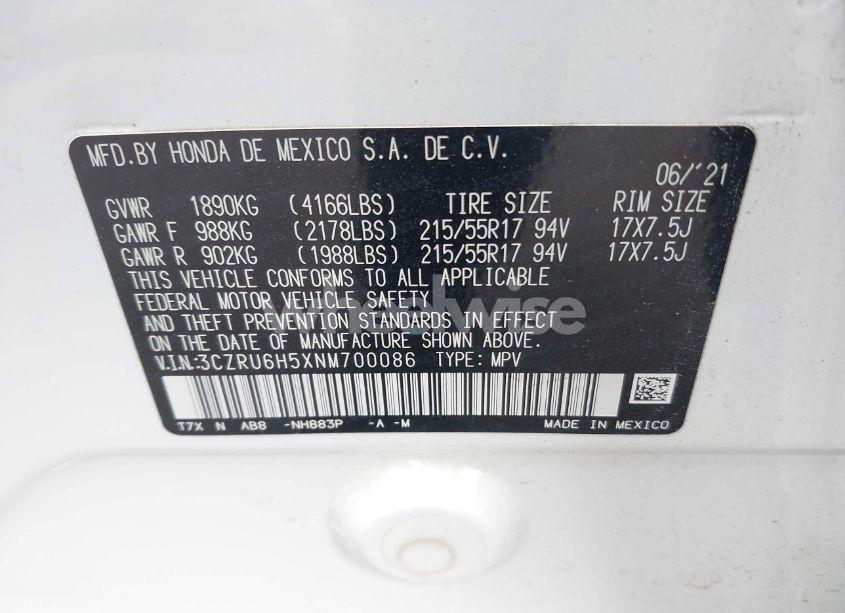 MFD.BY HONDA DE MEXICO S.A. DE C.V.
06/'21
GVWR 1890KG (4166LBS) TIRE SIZE RIM SIZE
GAWR F 988KG (2178LBS) 215/55R17 94V 17X7.5J
GAWR R 902KG (1988LBS) 215/55R17 94V 17X7.5J
THIS VEHICLE CONFORMS TO ALL APPLICABLE
FEDERAL MOTOR VEHICLE SAFETY
AND THEFT PREVENTION STANDARDS IN EFFECT
ON THE DATE OF MANUFACTURE SHOWN ABOVE.
V.I.N.:3CZRU6H5XNM700086 TYPE: MPV
T7X N AB8 -NH883P -A -M MADE IN MEXICO